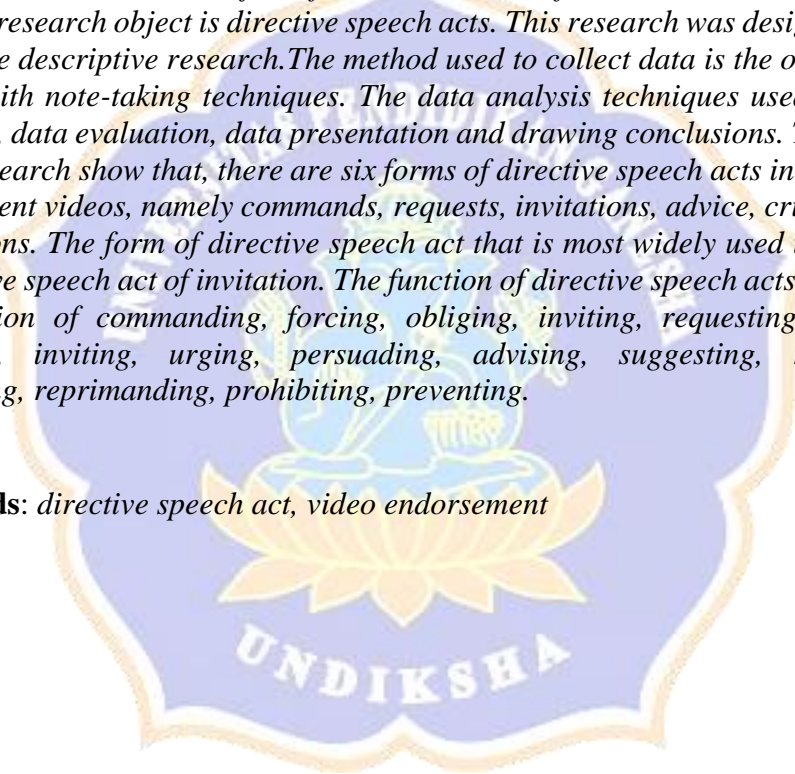 research object is directive speech acts. This research was desig
e descriptive research.The method used to collect data is the o
ith note-taking techniques. The data analysis techniques use
, data evaluation, data presentation and drawing conclusions. T
earch show that, there are six forms of directive speech acts in
ent videos, namely commands, requests, invitations, advice, cri
ons. The form of directive speech act that is most widely used
ve speech act of invitation. The function of directive speech acts
ion of commanding, forcing, obliging, inviting, requesting
, inviting, urging, persuading, advising, suggesting,
g, reprimanding, prohibiting, preventing.
ds: directive speech act, video endorsement
UNIVERSITAS PENDIDIKAN GANESHA
UNDIKSHA